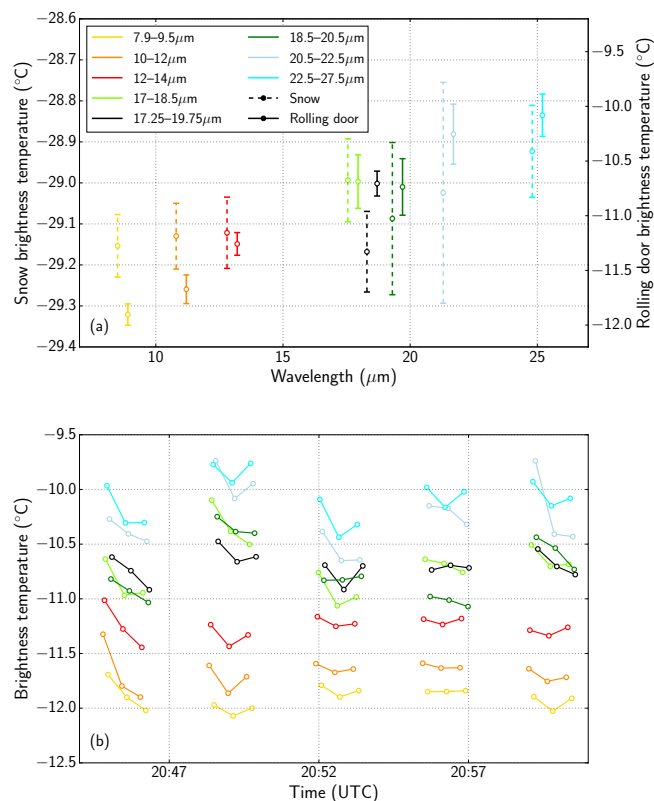 −28.6
−28.7
−28.8
−28.9
−29.0
−29.1
−29.2
−29.3
−29.4
Snow brightness temperature (°C)
7.9–9.5μm
10–12μm
12–14μm
17–18.5μm
17.25–19.75μm
18.5–20.5μm
20.5–22.5μm
22.5–27.5μm
Snow
Rolling door
(a)
−9.5
−10.0
−10.5
−11.0
−11.5
−12.0
Rolling door brightness temperature (°C)
10 15 20 25
Wavelength (μm)
−9.5
−10.0
−10.5
−11.0
−11.5
−12.0
−12.5
Brightness temperature (°C)
(b)
20:47 20:52 20:57
Time (UTC)